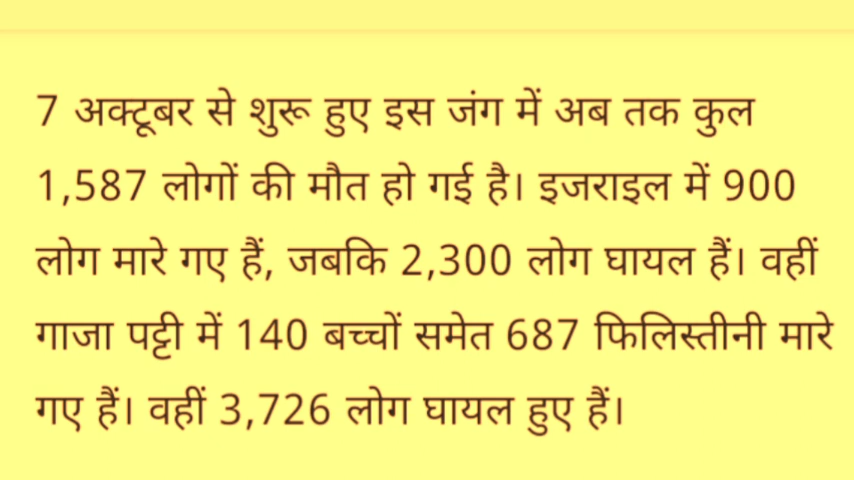 7 अक्टूबर से शुरू हुए इस जंग में अब तक कुल
1,587 लोगों की मौत हो गई है। इजराइल में 900
लोग मारे गए हैं, जबकि 2,300 लोग घायल हैं। वहीं
गाजा पट्टी में 140 बच्चों समेत 687 फिलिस्तीनी मारे
गए हैं। वहीं 3,726 लोग घायल हुए हैं।